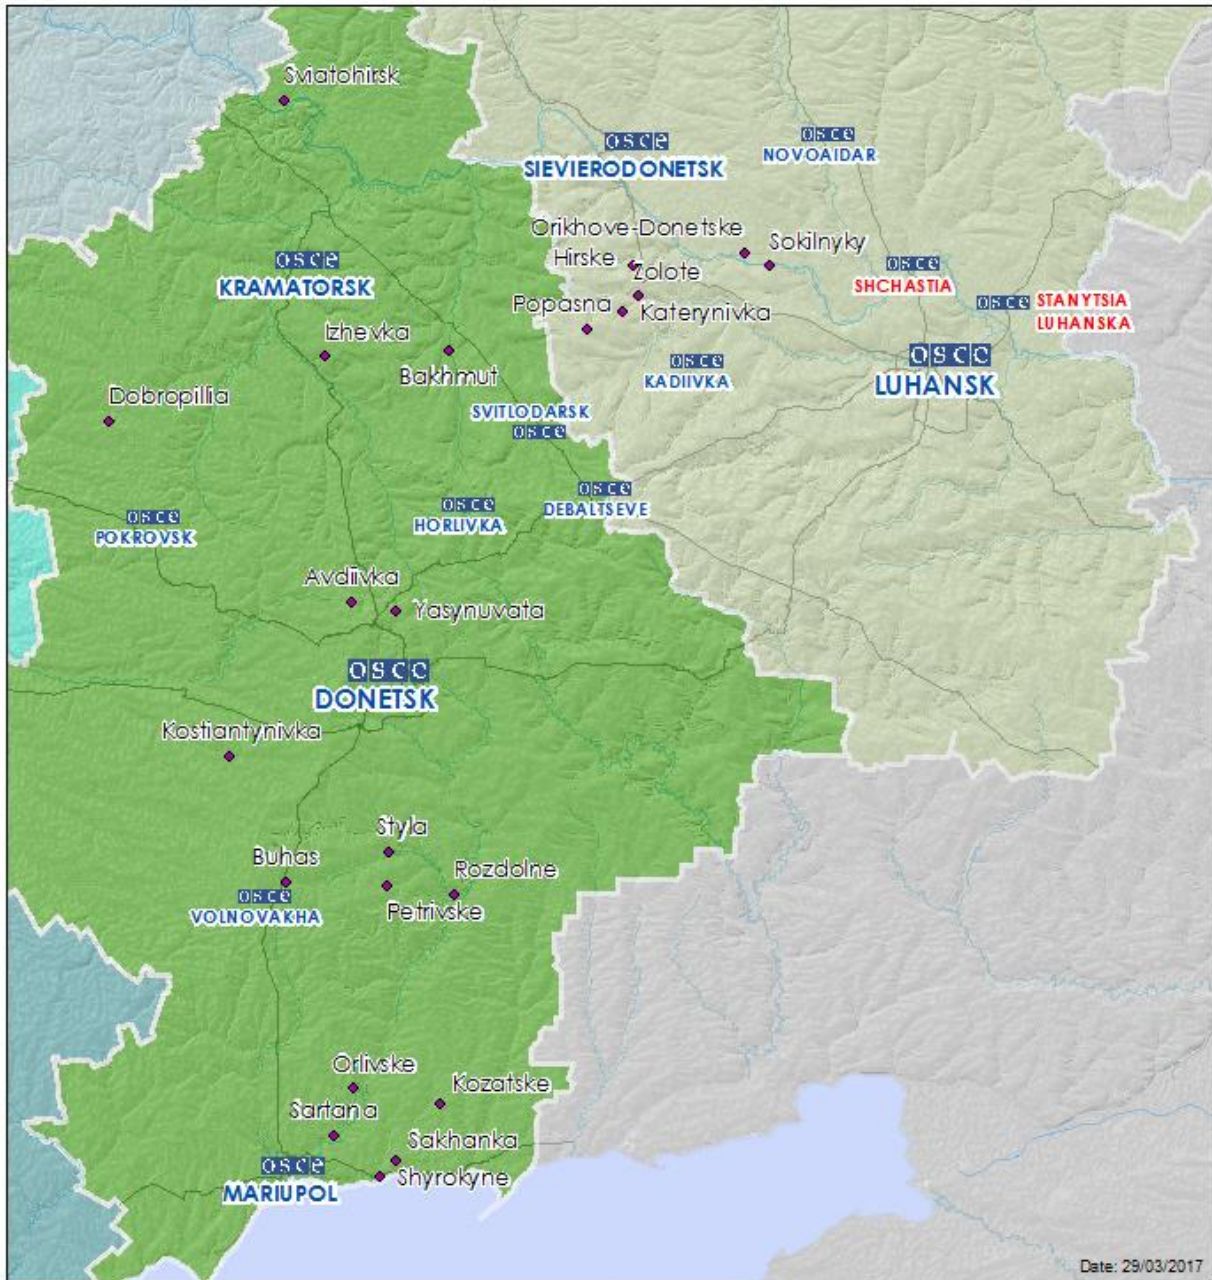 Sviatohirsk
osce
SIEVIERODONETSK
osce
NOVOAIDAR
Orikhove-Donetske
Sokilnyky
Hirske
Zolote
osce
KRAMATORSK
osce
SHCHASTIA
osce
STANYTSIA
LUHANSKA
Popasna
Katerynivka
Izhevka
Bakhmut
osce
KADIIVKA
osce
LUHANSK
Dobropillia
SVITLODARSK
osce
osce
DEBALTSEVE
osce
HORLIVKA
osce
POKROVSK
Avdiivka
Yasynuvata
osce
DONETSK
Kostiantynivka
Styla
Buhas
osce
VOLNOVAKHA
Rozdolne
Petrivske
Orlivske
Kozatske
Sartana
Sakhanka
osce
MARIUPOL
Shyrokyne
Date: 29/03/2017